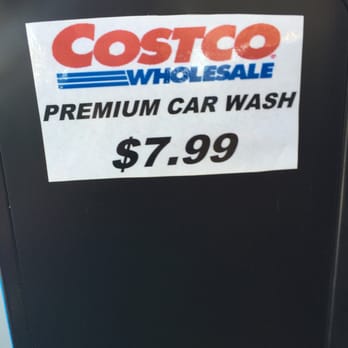 COSTCO
WHOLESALE
PREMIUM CAR WASH
$7.99